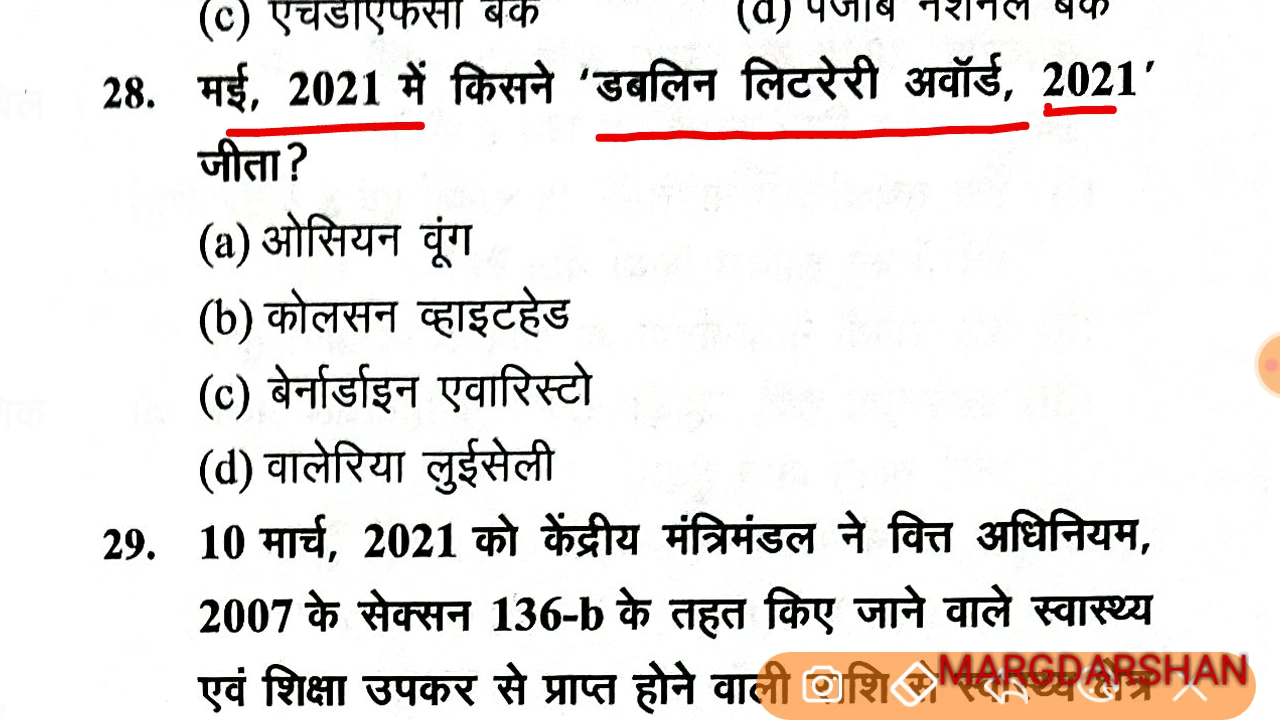 (c) एचडीएफसी बैंक (d) पंजाब नेशनल बैंक
28. मई, 2021 में किसने ‘डबलिन लिटरेरी अवॉर्ड, 2021’
जीता?
(a) ओसियन वूंग
(b) कोलसन व्हाइटहेड
(c) बेर्नार्डाइन एवारिस्टो
(d) वालेरिया लुईसेली
29. 10 मार्च, 2021 को केंद्रीय मंत्रिमंडल ने वित्त अधिनियम,
2007 के सेक्सन 136-b के तहत किए जाने वाले स्वास्थ्य
एवं शिक्षा उपकर से प्राप्त होने वाली राशि से स्वास्थ्य क्षेत्र
MARGDARSHAN